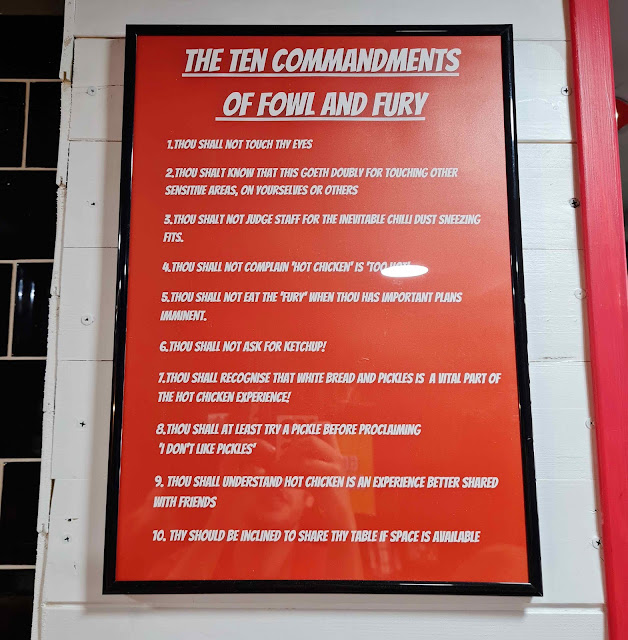 THE TEN COMMANDMENTS
OF FOWL AND FURY
1.THOU SHALL NOT TOUCH THY EYES
2.THOU SHALT KNOW THAT THIS GOETH DOUBLY FOR TOUCHING OTHER
SENSITIVE AREAS, ON YOURSELVES OR OTHERS
3.THOU SHALT NOT JUDGE STAFF FOR THE INEVITABLE CHILLI DUST SNEEZING
FITS.
4.THOU SHALL NOT COMPLAIN 'HOT CHICKEN' IS 'TOO HOT'
5.THOU SHALL NOT EAT THE 'FURY' WHEN THOU HAS IMPORTANT PLANS
IMMINENT.
6.THOU SHALL NOT ASK FOR KETCHUP!
7.THOU SHALL RECOGNISE THAT WHITE BREAD AND PICKLES IS A VITAL PART OF
THE HOT CHICKEN EXPERIENCE!
8.THOU SHALL AT LEAST TRY A PICKLE BEFORE PROCLAIMING
'I DON'T LIKE PICKLES'
9. THOU SHALL UNDERSTAND HOT CHICKEN IS AN EXPERIENCE BETTER SHARED
WITH FRIENDS
10. THY SHOULD BE INCLINED TO SHARE THY TABLE IF SPACE IS AVAILABLE